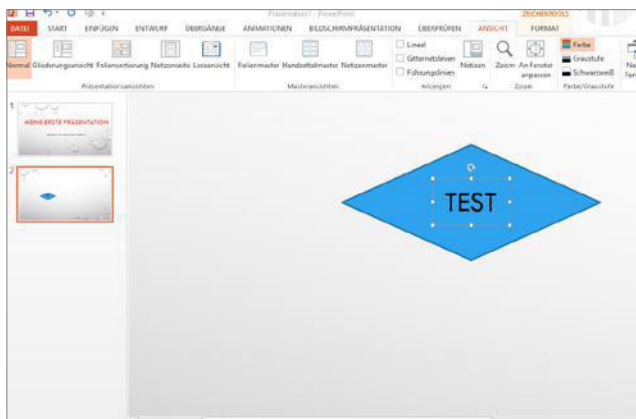 Präsentation1 - PowerPoint
ZEICHENTOOLS
DATEI START EINFÜGEN ENTWURF ÜBERGÄNGE ANIMATIONEN BILDSCHIRMPRÄSENTATION ÜBERPRÜFEN ANSICHT FORMAT
Normal Gliederungsansicht Foliensortierung Notizenseite Leseansicht
Präsentationsansichten
Folienmaster Handzettelmaster Notizenmaster
Masteransichten
Lineal
Gitternetzlinien
Führungslinien
Anzeigen
Notizen
Zoom An Fenster anpassen
Zoom
Farbe
Graustufe
Schwarzweiß
Farbe/Graustufe
1
MEINE ERSTE PRÄSENTATION
2
TEST